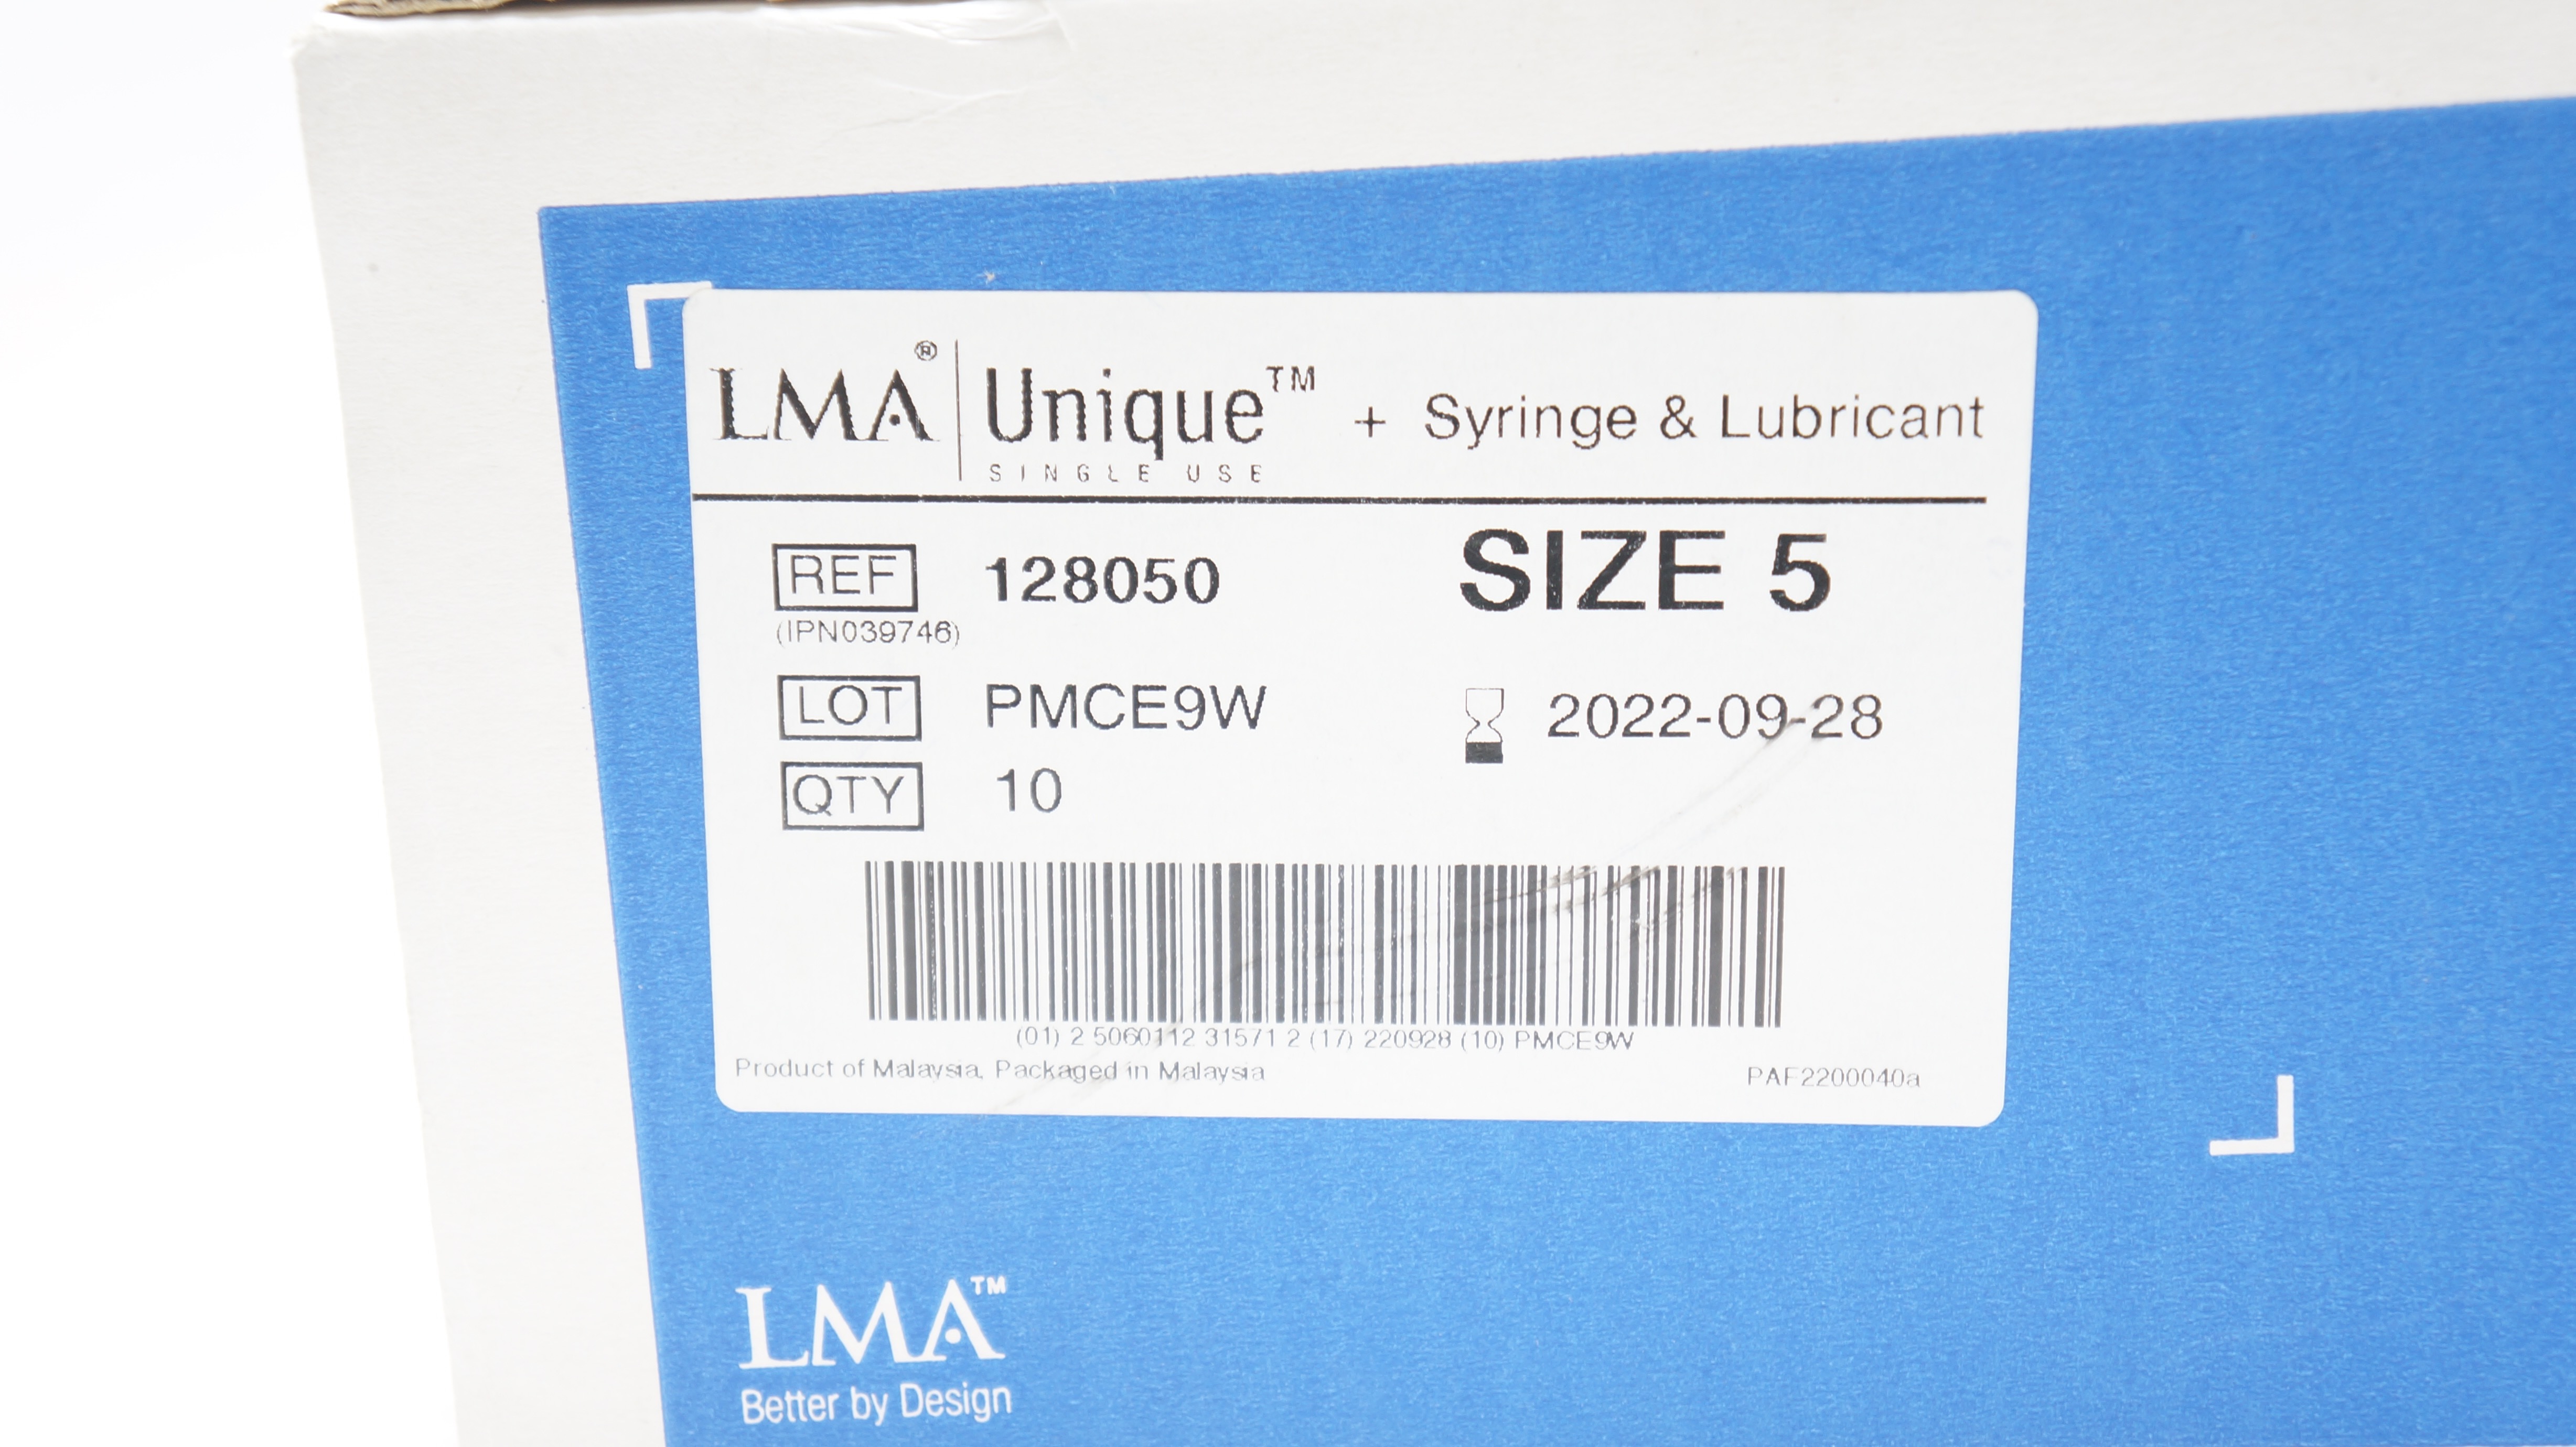 LMA® Unique™ + Syringe & Lubricant
SINGLE USE
REF 128050 SIZE 5
(IPN039746)
LOT PMCE9W 2022-09-28
QTY 10
(01) 2 5060112 31571 2 (17) 220928 (10) PMCE9W
Product of Malaysia, Packaged in Malaysia PAF2200040a
LMA™
Better by Design